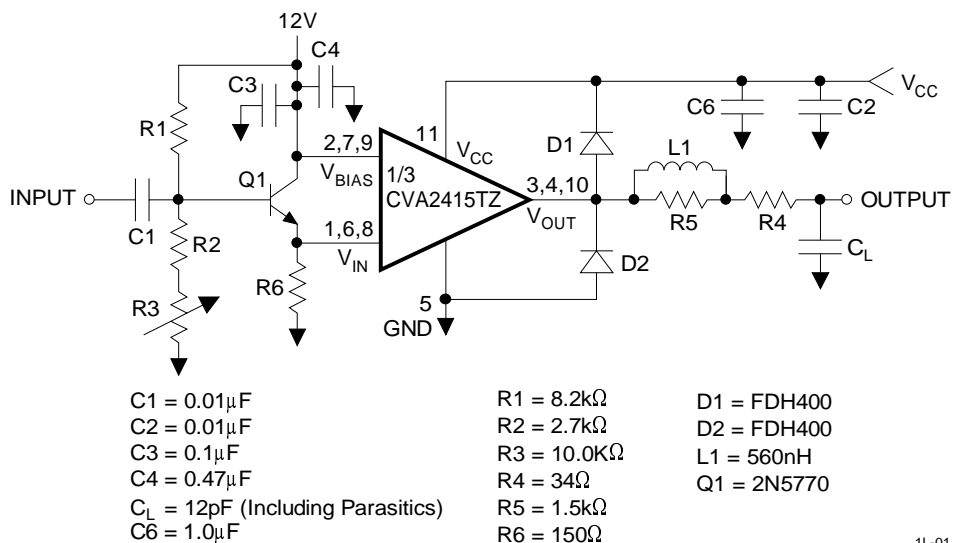 12V
C4
C3
R1
11
VCC
C6
C2
VCC
D1
L1
2,7,9
VBIAS
1/3
CVA2415TZ
VCC
3,4,10
VOUT
INPUT
C1
Q1
R5
R4
OUTPUT
R2
1,6,8
VIN
R6
D2
CL
R3
5
GND
C1 = 0.01μF
C2 = 0.01μF
C3 = 0.1μF
C4 = 0.47μF
CL = 12pF (Including Parasitics)
C6 = 1.0μF
R1 = 8.2kΩ
R2 = 2.7kΩ
R3 = 10.0KΩ
R4 = 34Ω
R5 = 1.5kΩ
R6 = 150Ω
D1 = FDH400
D2 = FDH400
L1 = 560nH
Q1 = 2N5770